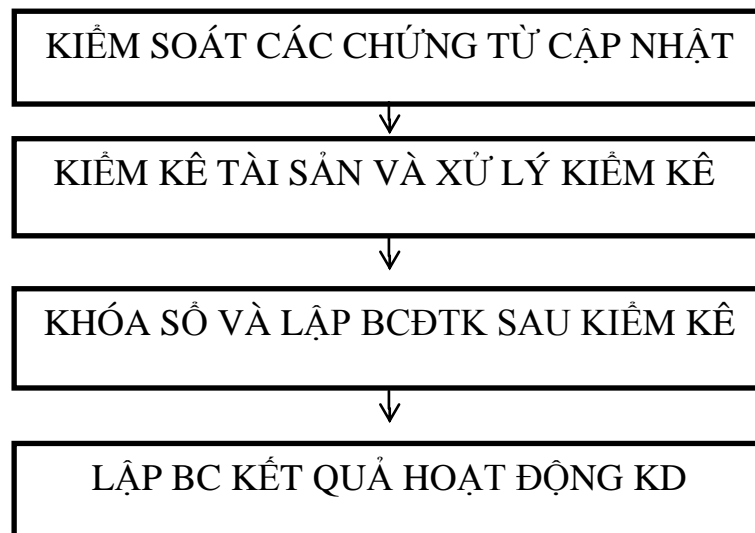 KIỂM SOÁT CÁC CHỨNG TỪ CẬP NHẬT
KIỂM KÊ TÀI SẢN VÀ XỬ LÝ KIỂM KÊ
KHÓA SỔ VÀ LẬP BCĐTK SAU KIỂM KÊ
LẬP BC KẾT QUẢ HOẠT ĐỘNG KD